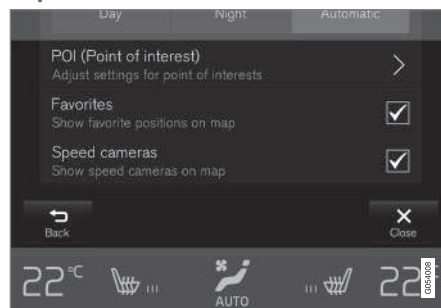 Day Night Automatic
POI (Point of interest)
Adjust settings for point of interests
Favorites
Show favorite positions on map
Speed cameras
Show speed cameras on map
Back Close
22°C AUTO 22°
G054008